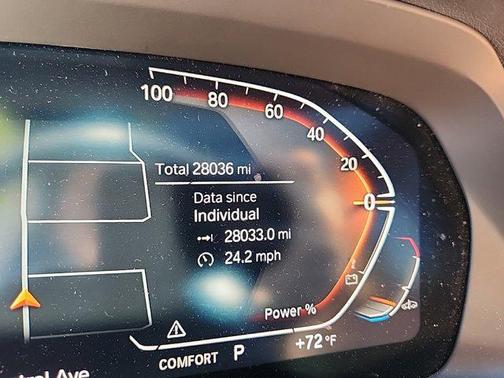 100 80 60 40 20 0
Total 28036 mi
Data since
Individual
28033.0 mi
24.2 mph
Power %
+72 °F
COMFORT P
Ave